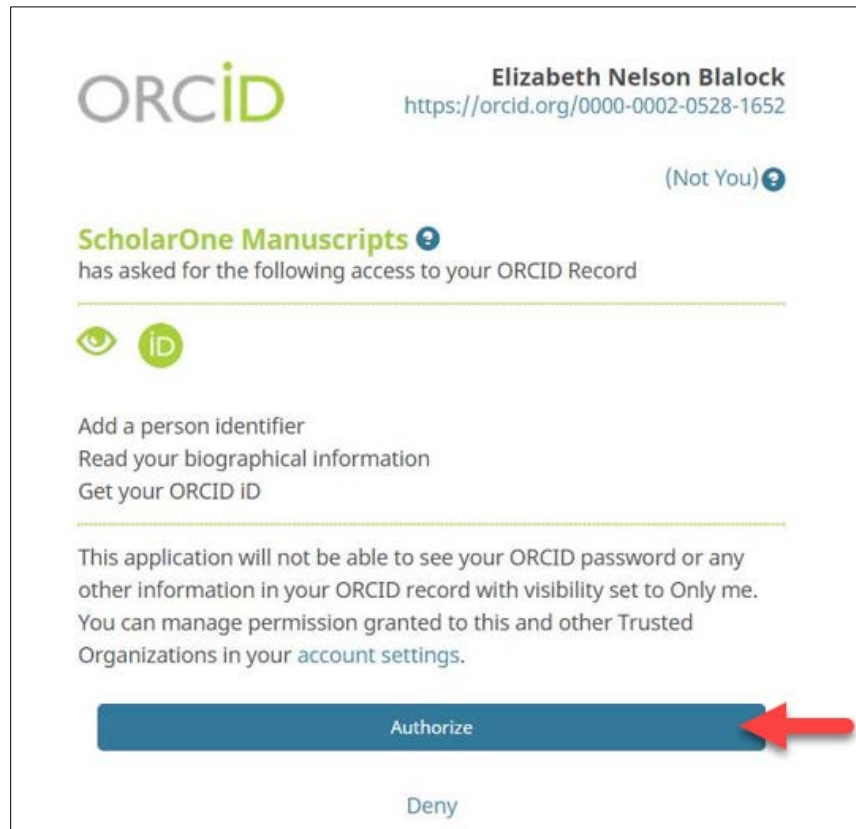 ORCiD
Elizabeth Nelson Blalock
https://orcid.org/0000-0002-0528-1652
(Not You) ?
ScholarOne Manuscripts ?
has asked for the following access to your ORCID Record
iD
Add a person identifier
Read your biographical information
Get your ORCID iD
This application will not be able to see your ORCID password or any
other information in your ORCID record with visibility set to Only me.
You can manage permission granted to this and other Trusted
Organizations in your account settings.
Authorize
Deny